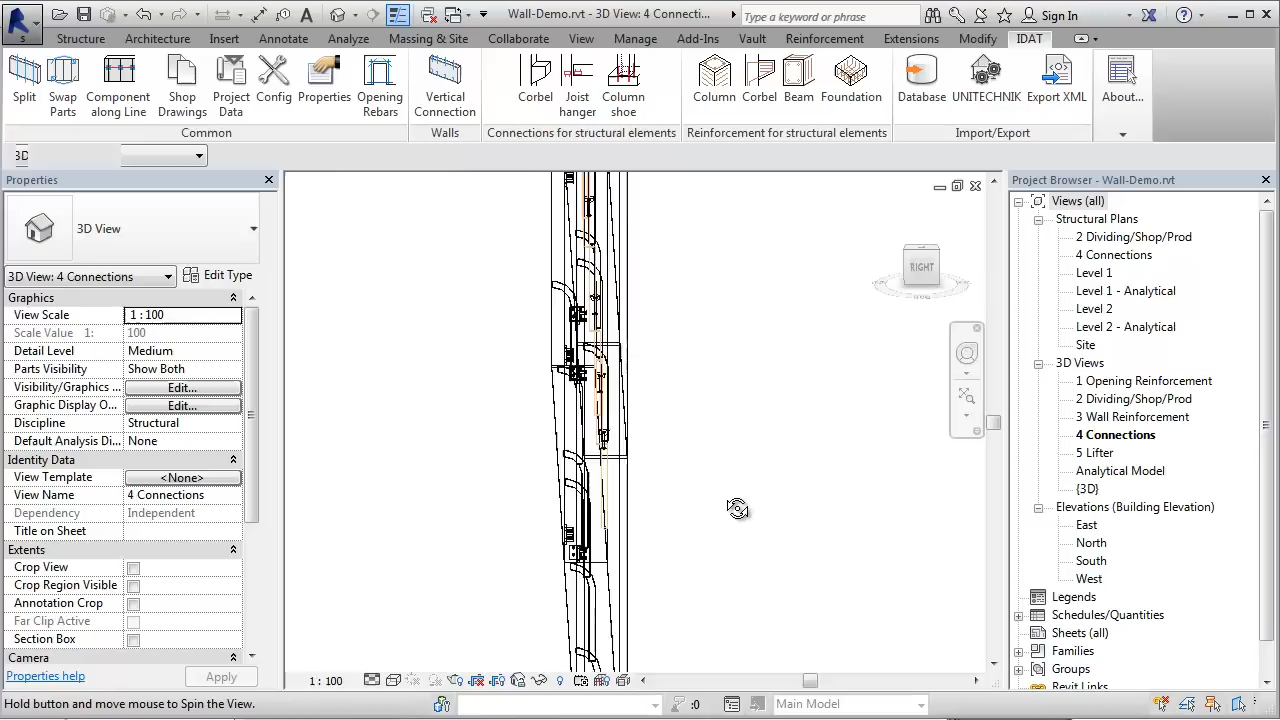 Wall-Demo.rvt - 3D View: 4 Connecti...
Type a keyword or phrase
Sign In
Structure Architecture Insert Annotate Analyze Massing & Site Collaborate View Manage Add-Ins Vault Reinforcement Extensions Modify IDAT
Split
Swap Parts
Component along Line
Shop Drawings
Project Data
Config
Properties
Opening Rebars
Vertical Connection
Corbel
Joist hanger
Column shoe
Column
Corbel
Beam
Foundation
Database
UNITECHNIK
Export XML
About...
Common
Walls
Connections for structural elements
Reinforcement for structural elements
Import/Export
3D
Properties
3D View
3D View: 4 Connections
Edit Type
Graphics
View Scale 1 : 100
Scale Value 1: 100
Detail Level Medium
Parts Visibility Show Both
Visibility/Graphics ... Edit...
Graphic Display O... Edit...
Discipline Structural
Default Analysis Di... None
Identity Data
View Template <None>
View Name 4 Connections
Dependency Independent
Title on Sheet
Extents
Crop View
Crop Region Visible
Annotation Crop
Far Clip Active
Section Box
Camera
Properties help
Apply
RIGHT
1 : 100
Project Browser - Wall-Demo.rvt
Views (all)
Structural Plans
2 Dividing/Shop/Prod
4 Connections
Level 1
Level 1 - Analytical
Level 2
Level 2 - Analytical
Site
3D Views
1 Opening Reinforcement
2 Dividing/Shop/Prod
3 Wall Reinforcement
4 Connections
5 Lifter
Analytical Model
{3D}
Elevations (Building Elevation)
East
North
South
West
Legends
Schedules/Quantities
Sheets (all)
Families
Groups
Revit Links
Hold button and move mouse to Spin the View.
:0
Main Model